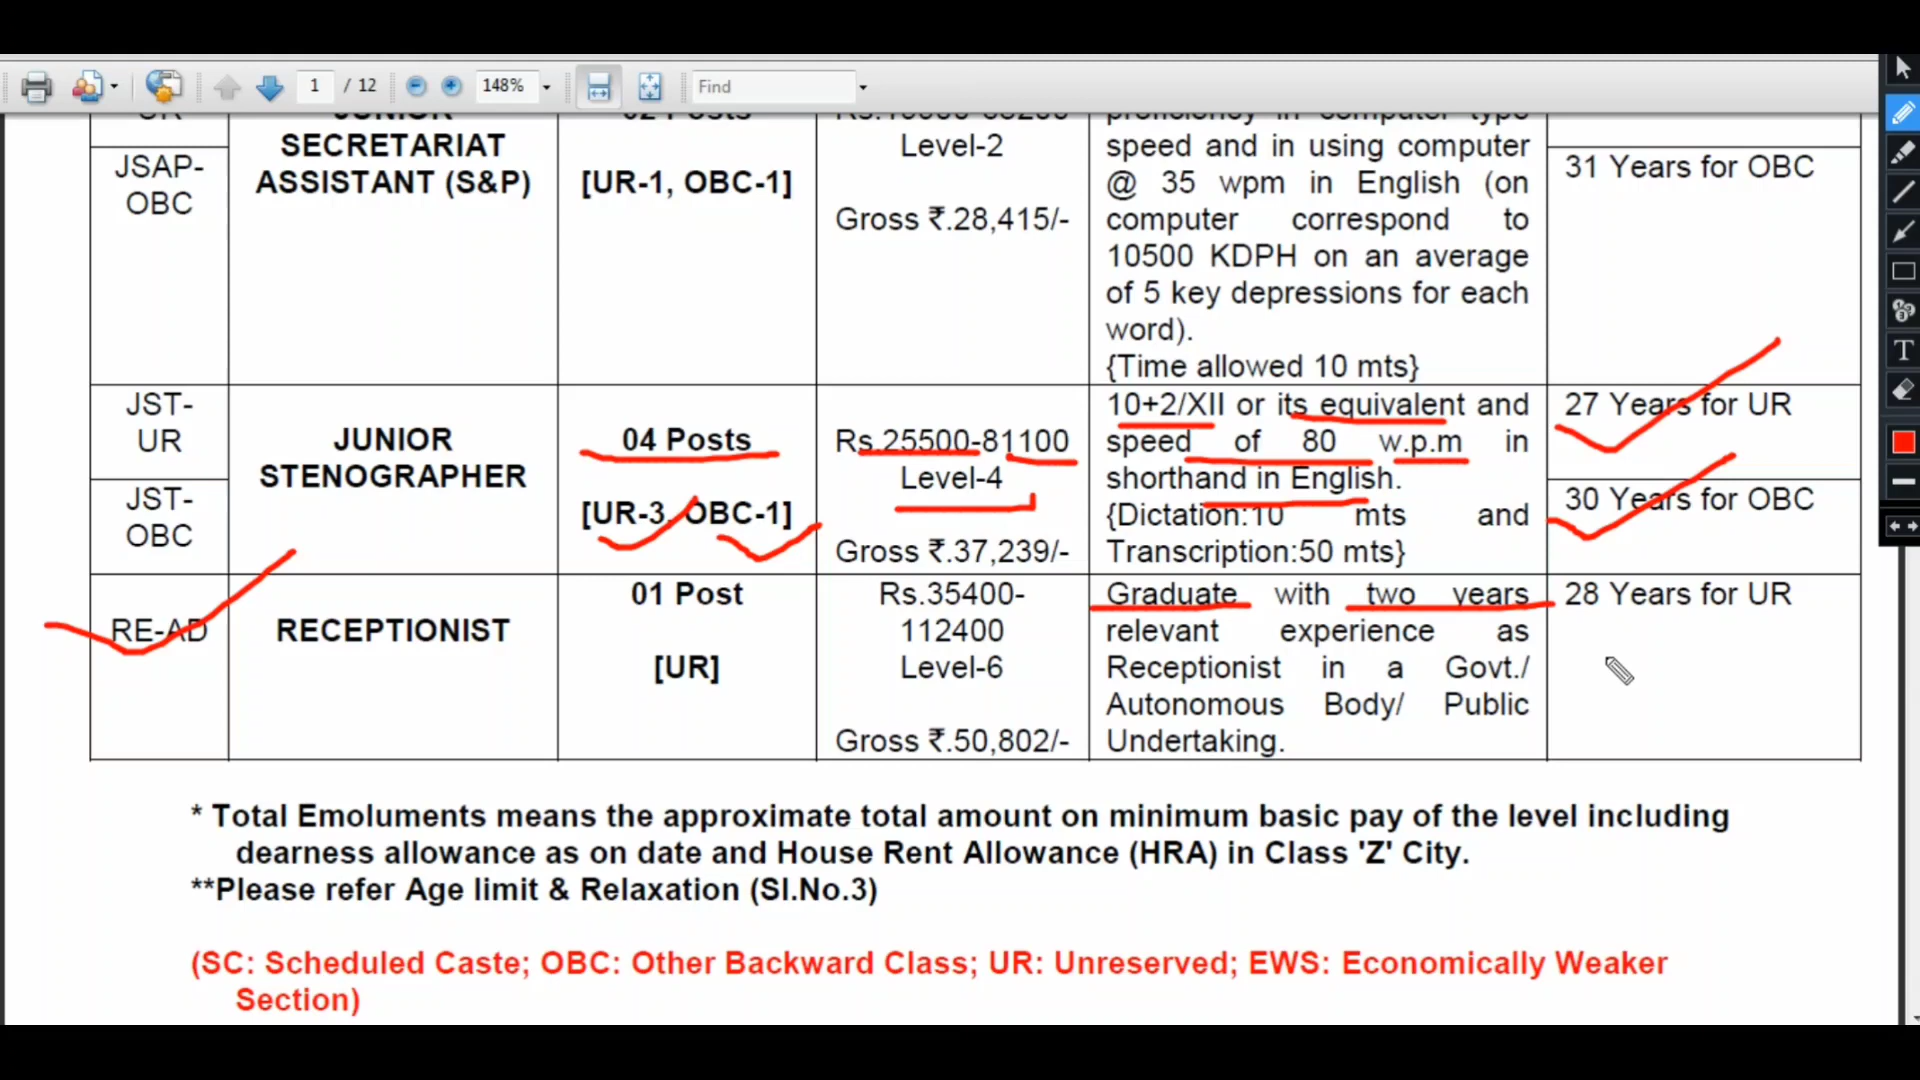 1 / 12 148% Find
JUNIOR
SECRETARIAT
ASSISTANT (S&P)
02 Posts
[UR-1, OBC-1]
Level-2
Gross ₹.28,415/-
proficiency in computer type
speed and in using computer
@ 35 wpm in English (on
computer correspond to
10500 KDPH on an average
of 5 key depressions for each
word).
{Time allowed 10 mts}
JSAP-
OBC
31 Years for OBC
JST-
UR
JST-
OBC
JUNIOR
STENOGRAPHER
04 Posts
[UR-3, OBC-1]
Rs.25500-81100
Level-4
Gross ₹.37,239/-
10+2/XII or its equivalent and
speed of 80 w.p.m in
shorthand in English.
{Dictation:10 mts and
Transcription:50 mts}
27 Years for UR
30 Years for OBC
RE-AD
RECEPTIONIST
01 Post
[UR]
Rs.35400-
112400
Level-6
Gross ₹.50,802/-
Graduate with two years
relevant experience as
Receptionist in a Govt./
Autonomous Body/ Public
Undertaking.
28 Years for UR
* Total Emoluments means the approximate total amount on minimum basic pay of the level including
dearness allowance as on date and House Rent Allowance (HRA) in Class 'Z' City.
**Please refer Age limit & Relaxation (Sl.No.3)
(SC: Scheduled Caste; OBC: Other Backward Class; UR: Unreserved; EWS: Economically Weaker
Section)